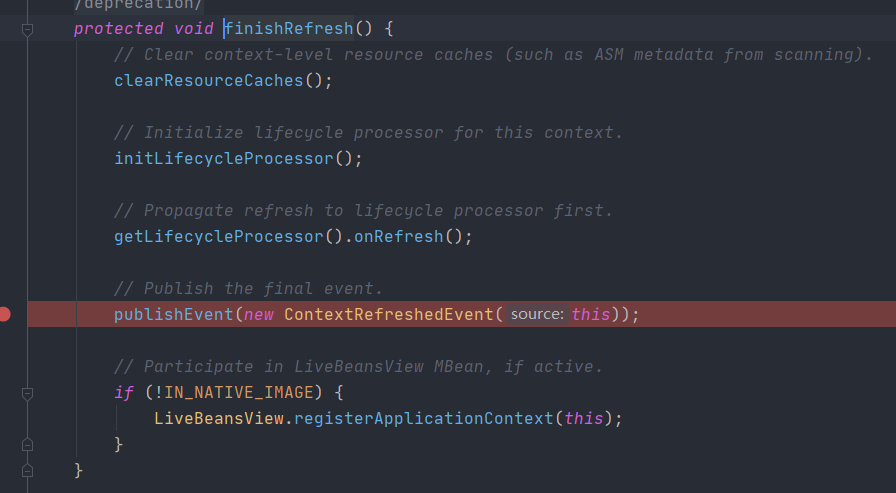 /deprecation/
protected void finishRefresh() {
// Clear context-level resource caches (such as ASM metadata from scanning).
clearResourceCaches();
// Initialize lifecycle processor for this context.
initLifecycleProcessor();
// Propagate refresh to lifecycle processor first.
getLifecycleProcessor().onRefresh();
// Publish the final event.
publishEvent(new ContextRefreshedEvent( source: this));
// Participate in LiveBeansView MBean, if active.
if (!IN_NATIVE_IMAGE) {
LiveBeansView.registerApplicationContext(this);
}
}